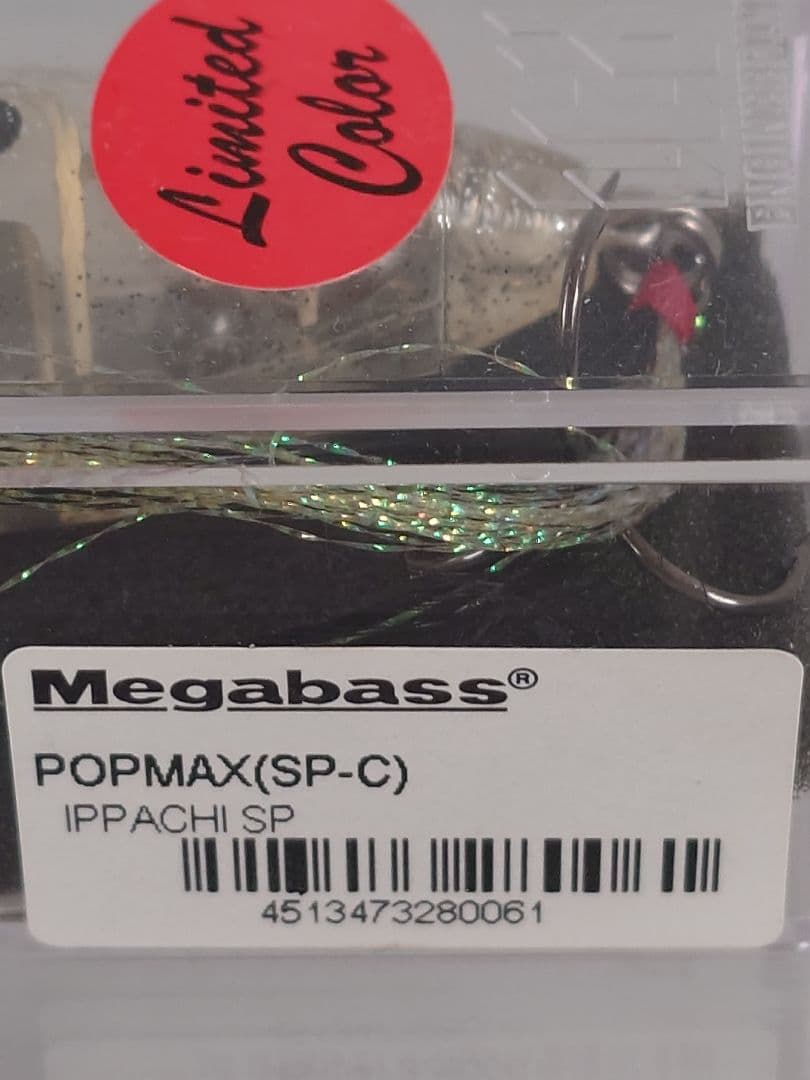 Limited
Color
Megabass®
POPMAX(SP-C)
IPPACHI SP
4513473280061